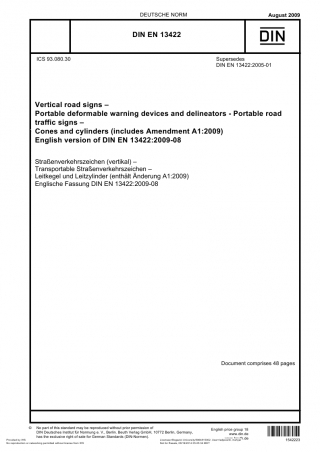 DEUTSCHE NORM
August 2009
DIN EN 13422
DIN
ICS 93.080.30
Supersedes
DIN EN 13422:2005-01
Vertical road signs –
Portable deformable warning devices and delineators - Portable road
traffic signs –
Cones and cylinders (includes Amendment A1:2009)
English version of DIN EN 13422:2009-08
Straßenverkehrszeichen (vertikal) –
Transportable Straßenverkehrszeichen –
Leitkegel und Leitzylinder (enthält Änderung A1:2009)
Englische Fassung DIN EN 13422:2009-08
Document comprises 48 pages
© No part of this standard may be reproduced without prior permission of
DIN Deutsches Institut für Normung e. V., Berlin. Beuth Verlag GmbH, 10772 Berlin, Germany,
has the exclusive right of sale for German Standards (DIN-Normen).
English price group 18
www.din.de